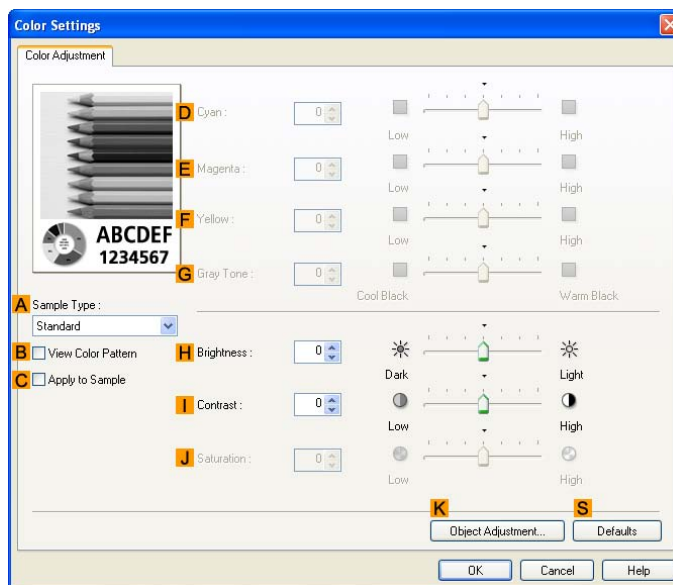 Color Settings
Color Adjustment
ABCDEF
1234567
D Cyan : 0
Low High
E Magenta : 0
Low High
F Yellow : 0
Low High
G Gray Tone : 0
Cool Black Warm Black
A Sample Type :
Standard
B View Color Pattern
C Apply to Sample
H Brightness : 0
Dark Light
I Contrast : 0
Low High
J Saturation : 0
Low High
K S
Object Adjustment... Defaults
OK Cancel Help